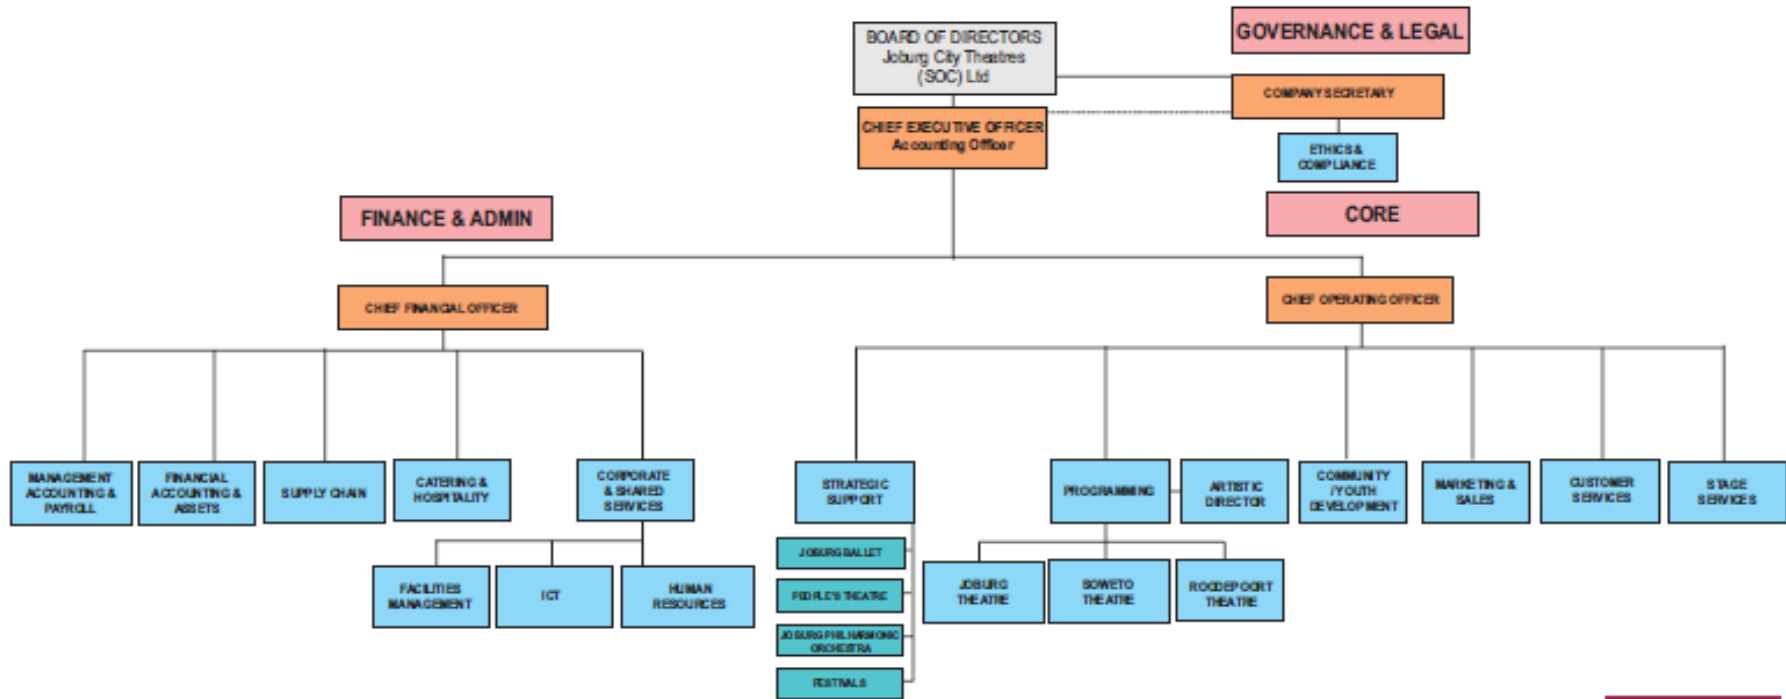 BOARD OF DIRECTORS
Joburg City Theatres
(SOC) Ltd
GOVERNANCE & LEGAL
COMPANY SECRETARY
CHIEF EXECUTIVE OFFICER
Accounting Officer
ETHICS &
COMPLIANCE
FINANCE & ADMIN
CORE
CHIEF FINANCIAL OFFICER
CHIEF OPERATING OFFICER
MANAGEMENT
ACCOUNTING &
PAYROLL
FINANCIAL
ACCOUNTING &
ASSETS
SUPPLY CHAIN
CATERING &
HOSPITALITY
CORPORATE
& SHARED
SERVICES
STRATEGIC
SUPPORT
PROGRAMMING
ARTISTIC
DIRECTOR
COMMUNITY
/YOUTH
DEVELOPMENT
MARKETING &
SALES
CUSTOMER
SERVICES
STAGE
SERVICES
FACILITIES
MANAGEMENT
ICT
HUMAN
RESOURCES
JOBURG BALLET
PEOPLE'S THEATRE
JOBURG PHILHARMONIC
ORCHESTRA
FESTIVALS
JOBURG
THEATRE
SOWETO
THEATRE
ROODEPOORT
THEATRE